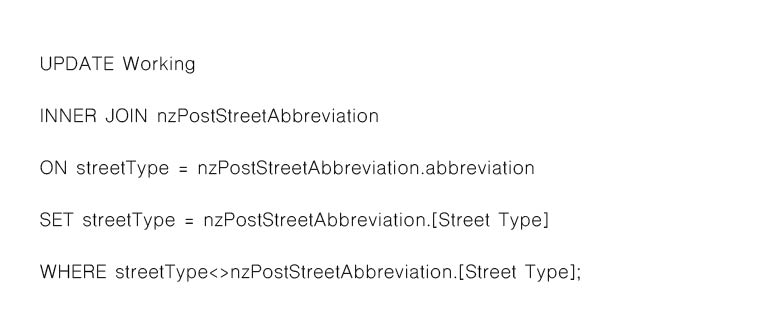 UPDATE Working
INNER JOIN nzPostStreetAbbreviation
ON streetType = nzPostStreetAbbreviation.abbreviation
SET streetType = nzPostStreetAbbreviation.[Street Type]
WHERE streetType<>nzPostStreetAbbreviation.[Street Type];